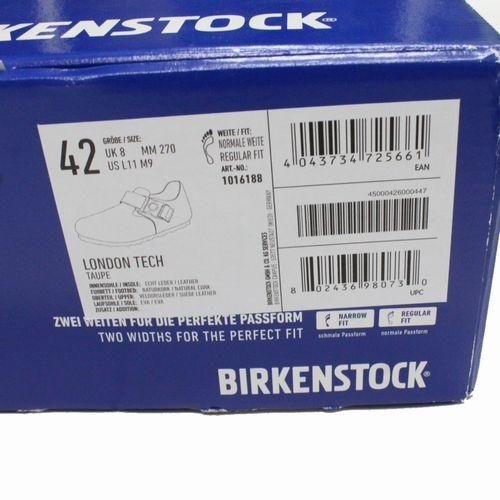 KENSTOCK
42
GRÖßE / SIZE:
UK 8 MM 270
US L11 M9
WEITE / FIT:
NORMALE WEITE
REGULAR FIT
ART.-NO.:
1016188
4 043734 725661
EAN
45000426000447
8 02436 98073 0
UPC
LONDON TECH
TAUPE
INNENSOHLE / INSOLE: ECHT LEDER / LEATHER
FUßBETT / FOOTBED: NATURKORK / NATURAL CORK
OBERTEIL / UPPER: VELOURSLEDER / SUEDE LEATHER
LAUFSOHLE / SOLE: EVA / EVA
ZUSATZ / ADDITION:
ZWEI WEITEN FÜR DIE PERFEKTE PASSFORM
TWO WIDTHS FOR THE PERFECT FIT
NARROW FIT
schmale Passform
REGULAR FIT
normale Passform
BIRKENSTOCK